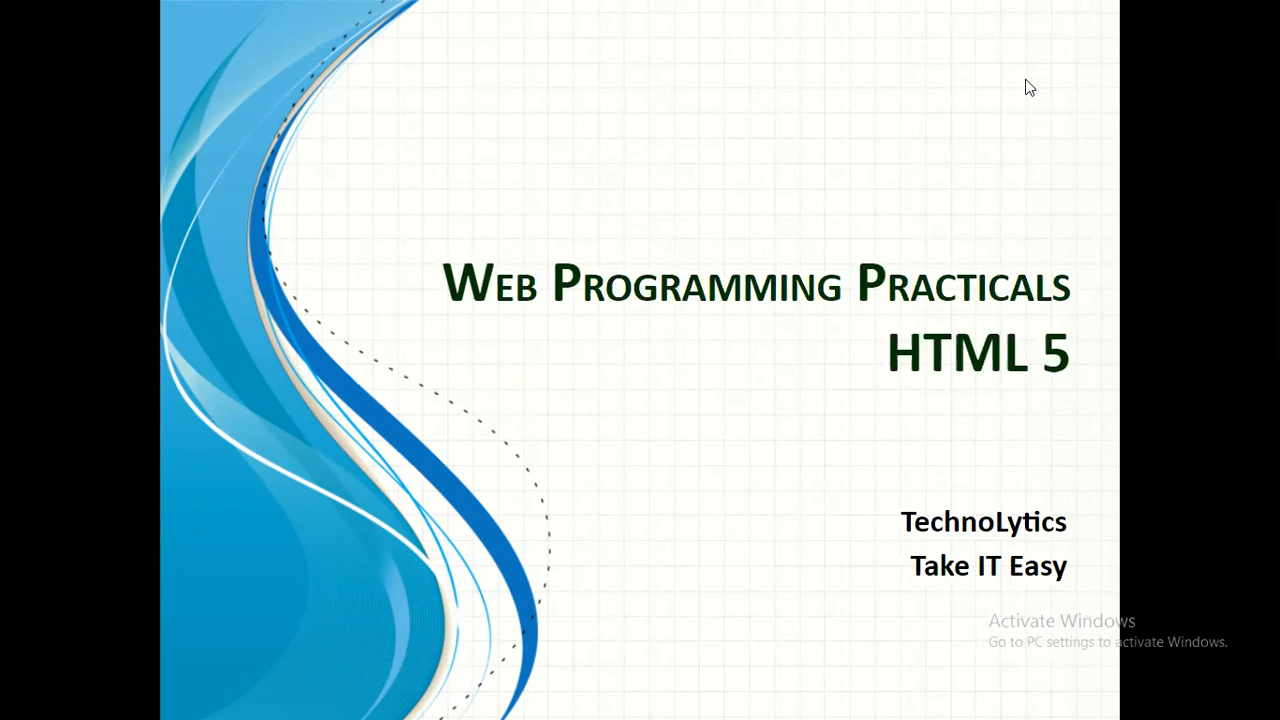 Web Programming Practicals
HTML 5
TechnoLytics
Take IT Easy
Activate Windows
Go to PC settings to activate Windows.